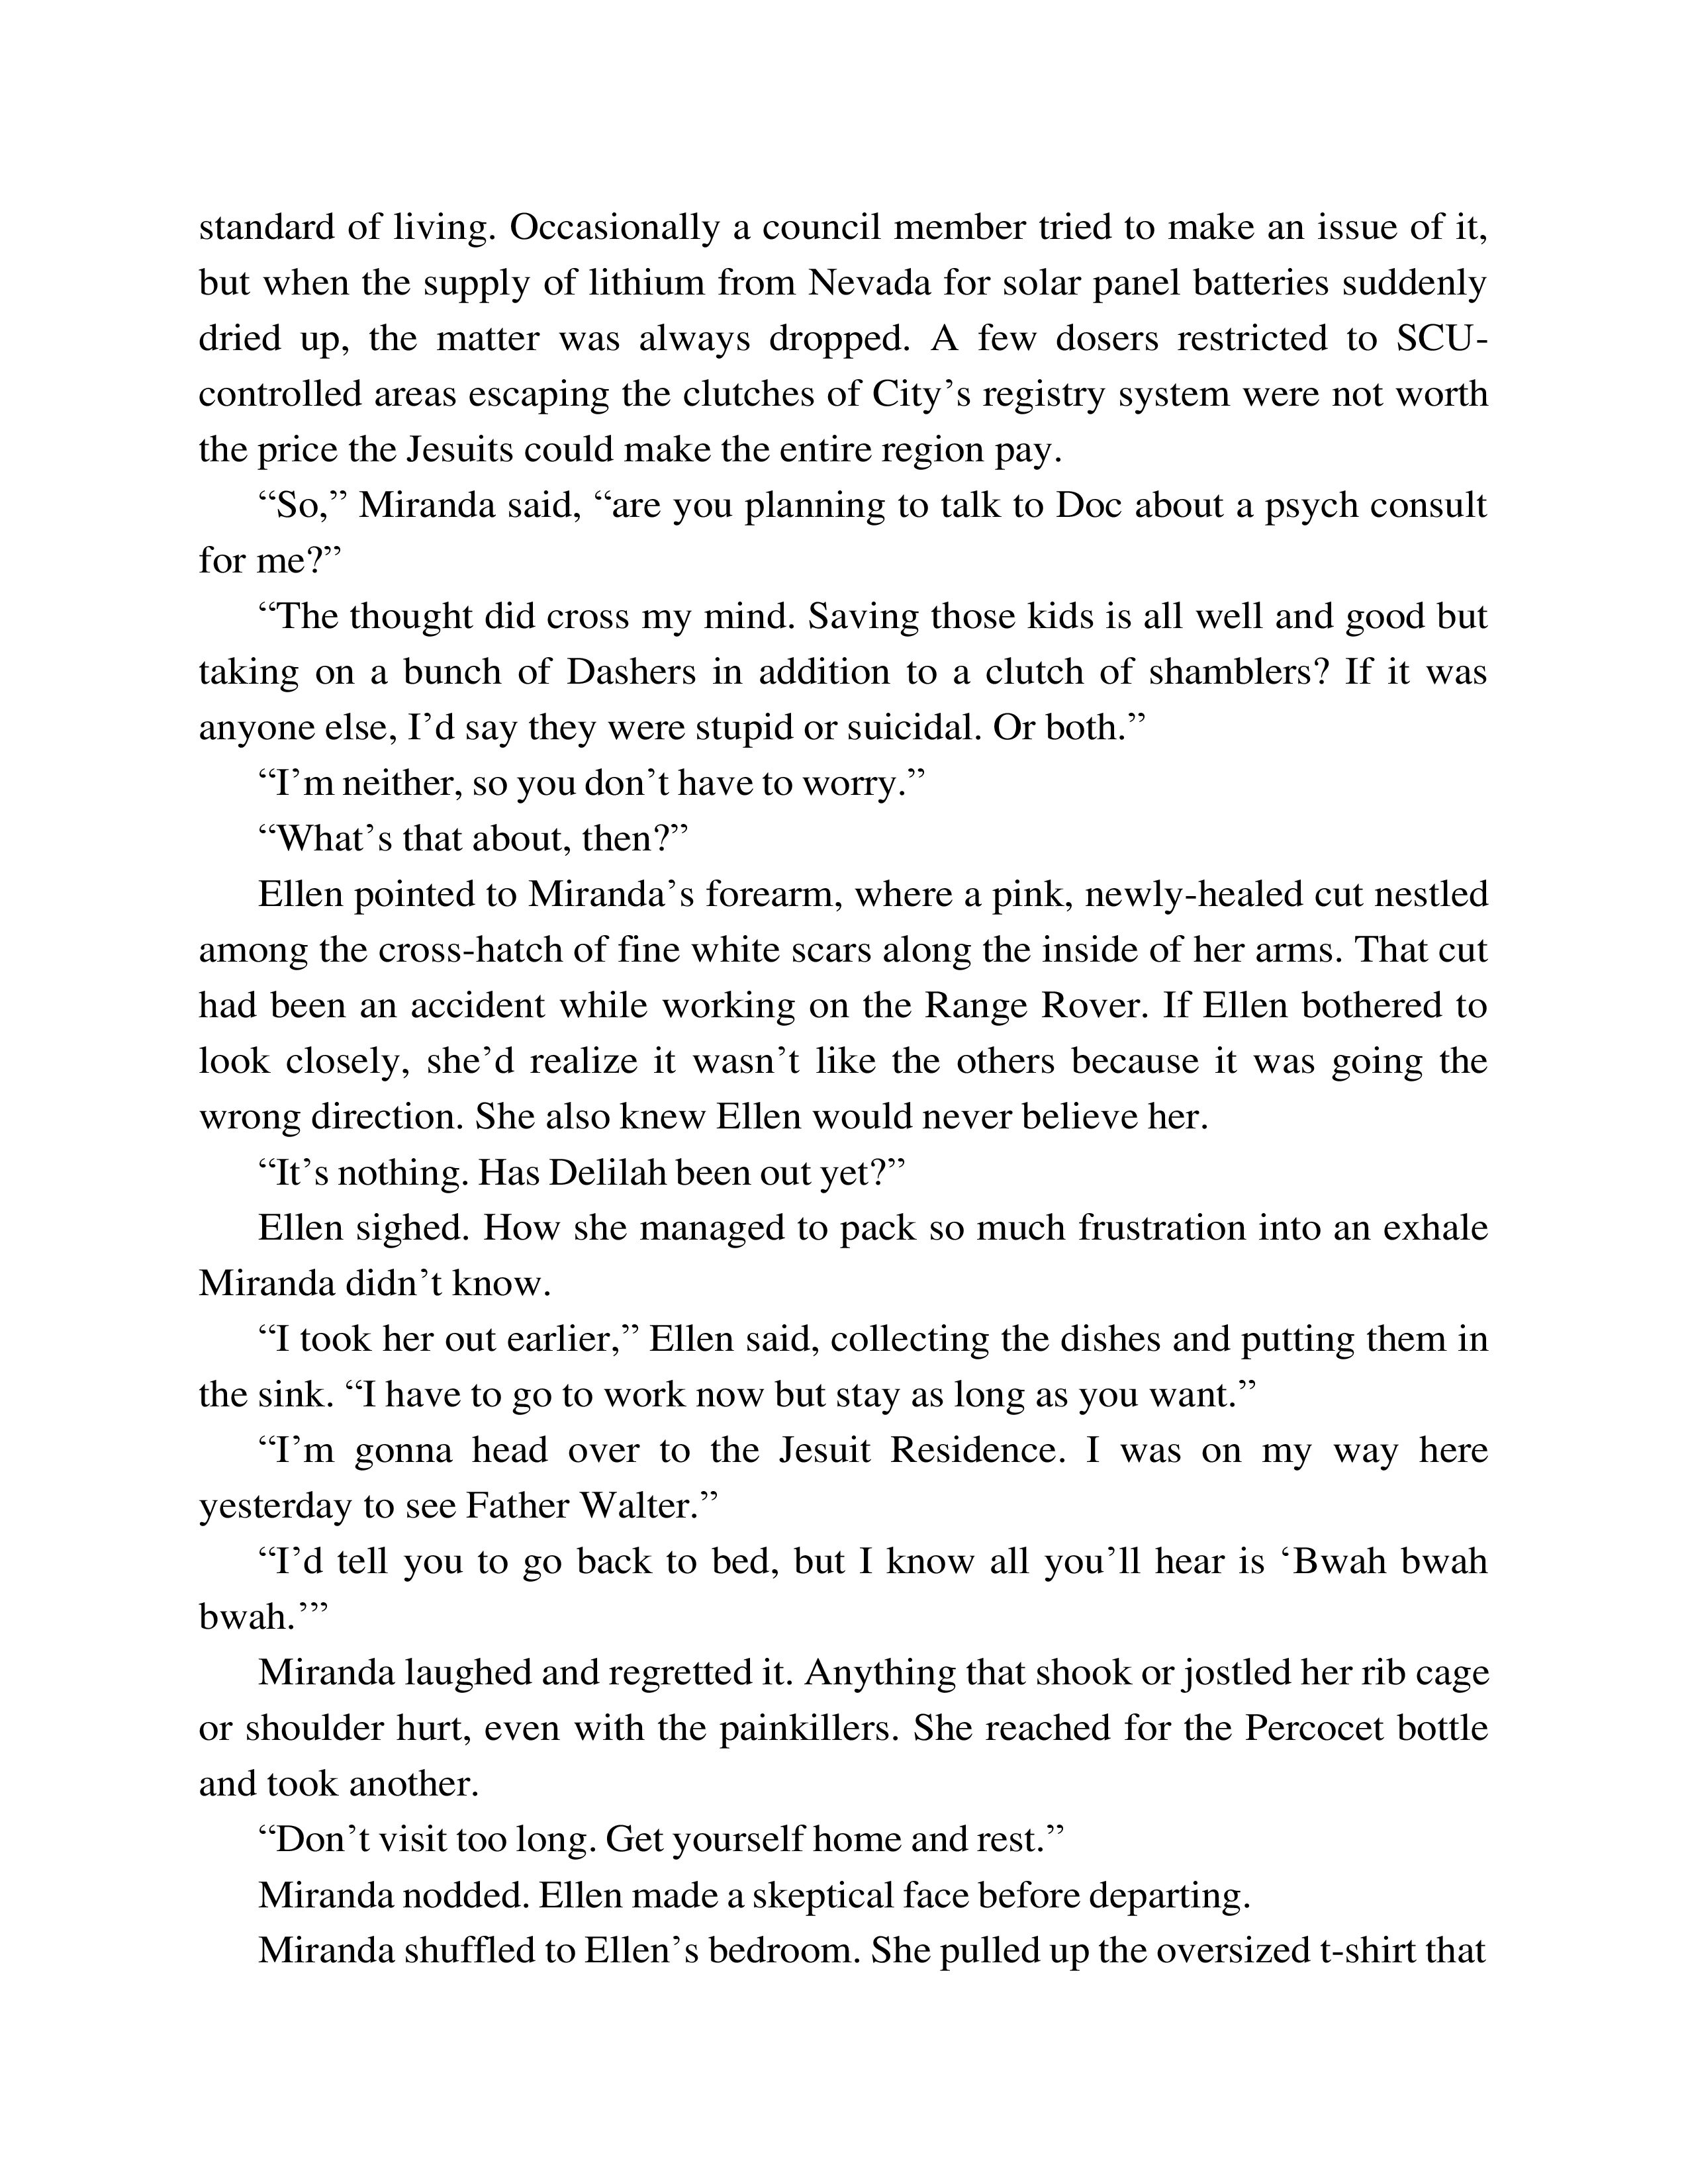 standard of living. Occasionally a council member tried to make an issue of it,
but when the supply of lithium from Nevada for solar panel batteries suddenly
dried up, the matter was always dropped. A few dosers restricted to SCU-
controlled areas escaping the clutches of City’s registry system were not worth
the price the Jesuits could make the entire region pay.
“So,” Miranda said, “are you planning to talk to Doc about a psych consult
for me?”
“The thought did cross my mind. Saving those kids is all well and good but
taking on a bunch of Dashers in addition to a clutch of shamblers? If it was
anyone else, I’d say they were stupid or suicidal. Or both.”
“I’m neither, so you don’t have to worry.”
“What’s that about, then?”
Ellen pointed to Miranda’s forearm, where a pink, newly-healed cut nestled
among the cross-hatch of fine white scars along the inside of her arms. That cut
had been an accident while working on the Range Rover. If Ellen bothered to
look closely, she’d realize it wasn’t like the others because it was going the
wrong direction. She also knew Ellen would never believe her.
“It’s nothing. Has Delilah been out yet?”
Ellen sighed. How she managed to pack so much frustration into an exhale
Miranda didn’t know.
“I took her out earlier,” Ellen said, collecting the dishes and putting them in
the sink. “I have to go to work now but stay as long as you want.”
“I’m gonna head over to the Jesuit Residence. I was on my way here
yesterday to see Father Walter.”
“I’d tell you to go back to bed, but I know all you’ll hear is ‘Bwah bwah
bwah.’”
Miranda laughed and regretted it. Anything that shook or jostled her rib cage
or shoulder hurt, even with the painkillers. She reached for the Percocet bottle
and took another.
“Don’t visit too long. Get yourself home and rest.”
Miranda nodded. Ellen made a skeptical face before departing.
Miranda shuffled to Ellen’s bedroom. She pulled up the oversized t-shirt that